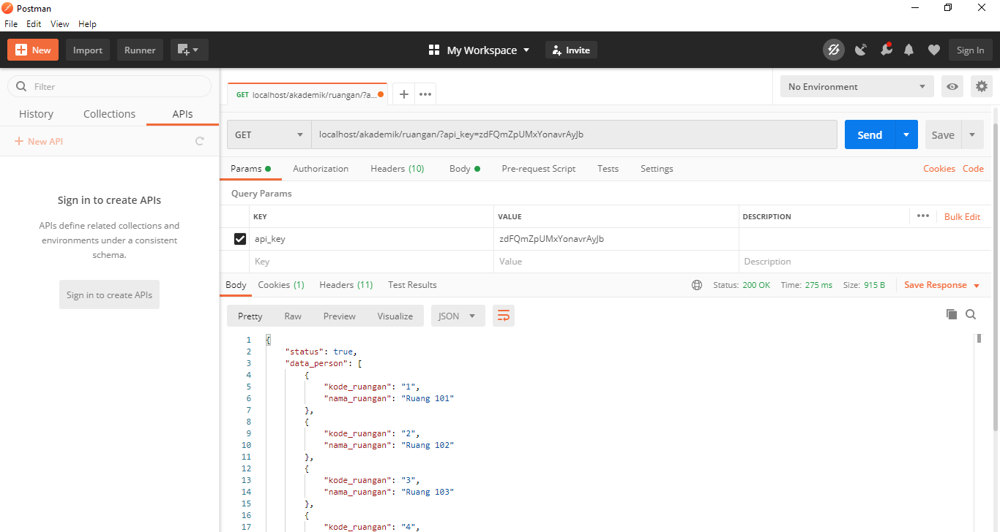 Postman
File Edit View Help
New Import Runner My Workspace Invite Sign In
Filter
History Collections APIs
New API
Sign in to create APIs
APIs define related collections and
environments under a consistent
schema.
Sign in to create APIs
GET localhost/akademik/ruangan/?a... + ••• No Environment
GET localhost/akademik/ruangan/?api_key=zdFQmZpUMxYonavrAyJb Send Save
Params Authorization Headers (10) Body Pre-request Script Tests Settings Cookies Code
Query Params
KEY VALUE DESCRIPTION ••• Bulk Edit
api_key zdFQmZpUMxYonavrAyJb
Key Value Description
Body Cookies (1) Headers (11) Test Results Status: 200 OK Time: 275 ms Size: 915 B Save Response
Pretty Raw Preview Visualize JSON
1 {
2 "status": true,
3 "data_person": [
4 {
5 "kode_ruangan": "1",
6 "nama_ruangan": "Ruang 101"
7 },
8 {
9 "kode_ruangan": "2",
10 "nama_ruangan": "Ruang 102"
11 },
12 {
13 "kode_ruangan": "3",
14 "nama_ruangan": "Ruang 103"
15 },
16 {
17 "kode_ruangan": "4",